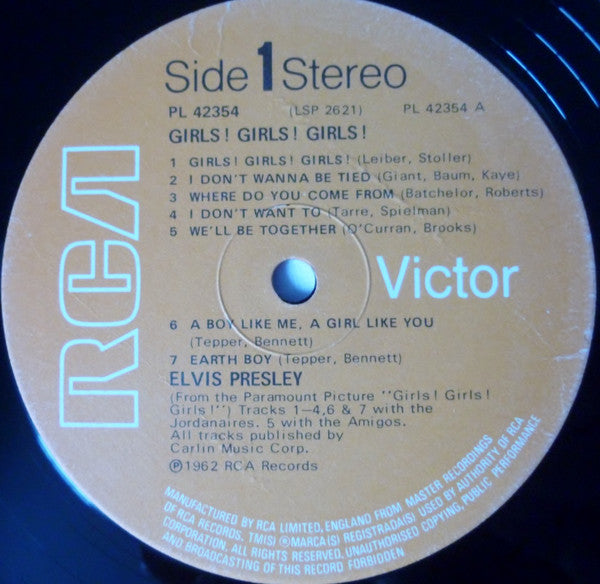 Side 1 Stereo
PL 42354 (LSP 2621) PL 42354 A
GIRLS! GIRLS! GIRLS!
1 GIRLS! GIRLS! GIRLS! (Leiber, Stoller)
2 I DON'T WANNA BE TIED (Giant, Baum, Kaye)
3 WHERE DO YOU COME FROM (Batchelor, Roberts)
4 I DON'T WANT TO (Tarre, Spielman)
5 WE'LL BE TOGETHER (O'Curran, Brooks)
RCA
Victor
6 A BOY LIKE ME, A GIRL LIKE YOU
(Tepper, Bennett)
7 EARTH BOY (Tepper, Bennett)
ELVIS PRESLEY
(From the Paramount Picture "Girls! Girls!
Girls!") Tracks 1-4,6 & 7 with the
Jordanaires. 5 with the Amigos.
All tracks published by
Carlin Music Corp.
Ⓟ1962 RCA Records
MANUFACTURED BY RCA LIMITED, ENGLAND FROM MASTER RECORDINGS
OF RCA RECORDS. TM(S) ®MARCA(S) REGISTRADA(S) USED BY AUTHORITY OF RCA
CORPORATION. ALL RIGHTS RESERVED. UNAUTHORISED COPYING, PUBLIC PERFORMANCE
AND BROADCASTING OF THIS RECORD FORBIDDEN